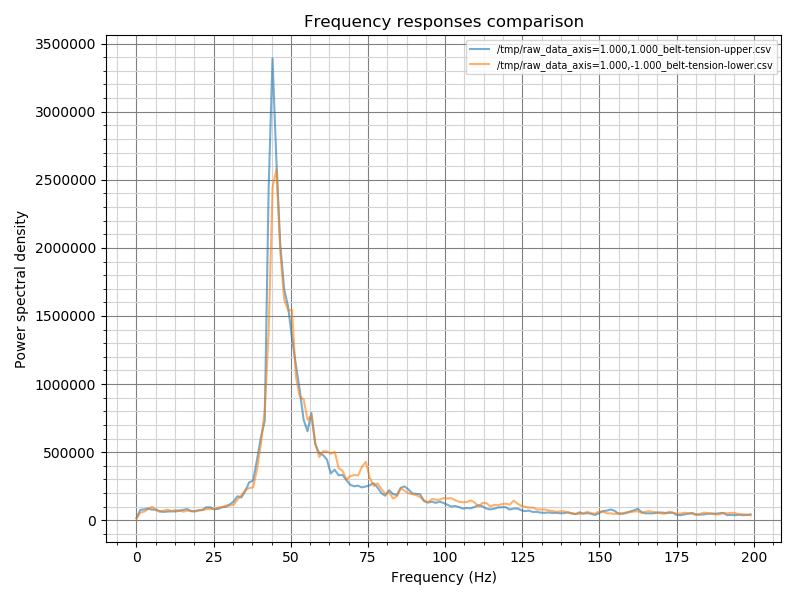 Frequency responses comparison
/tmp/raw_data_axis=1.000,1.000_belt-tension-upper.csv
/tmp/raw_data_axis=1.000,-1.000_belt-tension-lower.csv
3500000
3000000
2500000
2000000
1500000
1000000
500000
0
Power spectral density
0 25 50 75 100 125 150 175 200
Frequency (Hz)